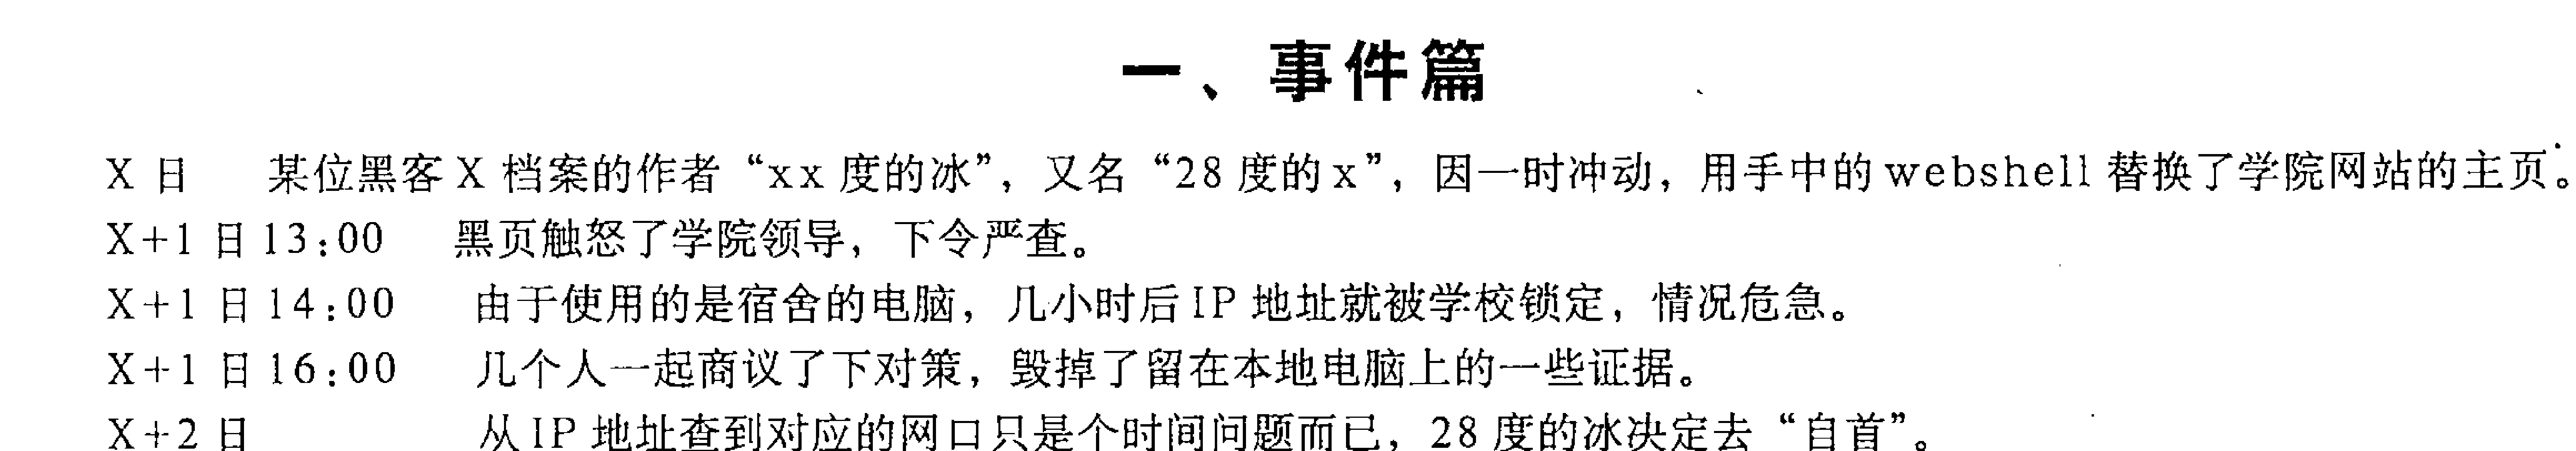 一、事件篇
X 日 某位黑客 X 档案的作者“xx 度的冰”，又名“28 度的 x”，因一时冲动，用手中的 webshell 替换了学院网站的主页。
X+1 日 13:00 黑页触怒了学院领导，下令严查。
X+1 日 14:00 由于使用的是宿舍的电脑，几小时后 IP 地址就被学校锁定，情况危急。
X+1 日 16:00 几个人一起商议了下对策，毁掉了留在本地电脑上的一些证据。
X+2 日 从 IP 地址查到对应的网口只是个时间问题而已，28 度的冰决定去“自首”。